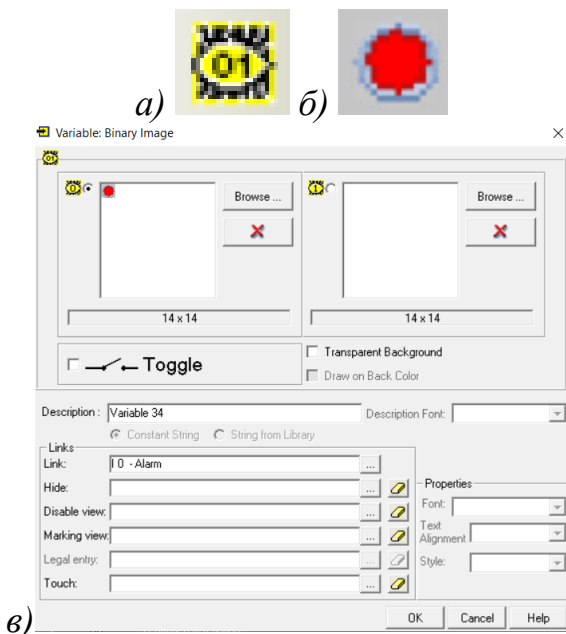 а) 01 б)
Variable: Binary Image
01
0 Browse ... 1 Browse ...
14 x 14 14 x 14
Toggle
Transparent Background
Draw on Back Color
Description : Variable 34 Description Font:
Constant String String from Library
Links
Link: I 0 - Alarm ...
Hide: ...
Disable view: ...
Marking view: ...
Legal entry: ...
Touch: ...
Properties
Font:
Text
Alignment
Style:
в) OK Cancel Help